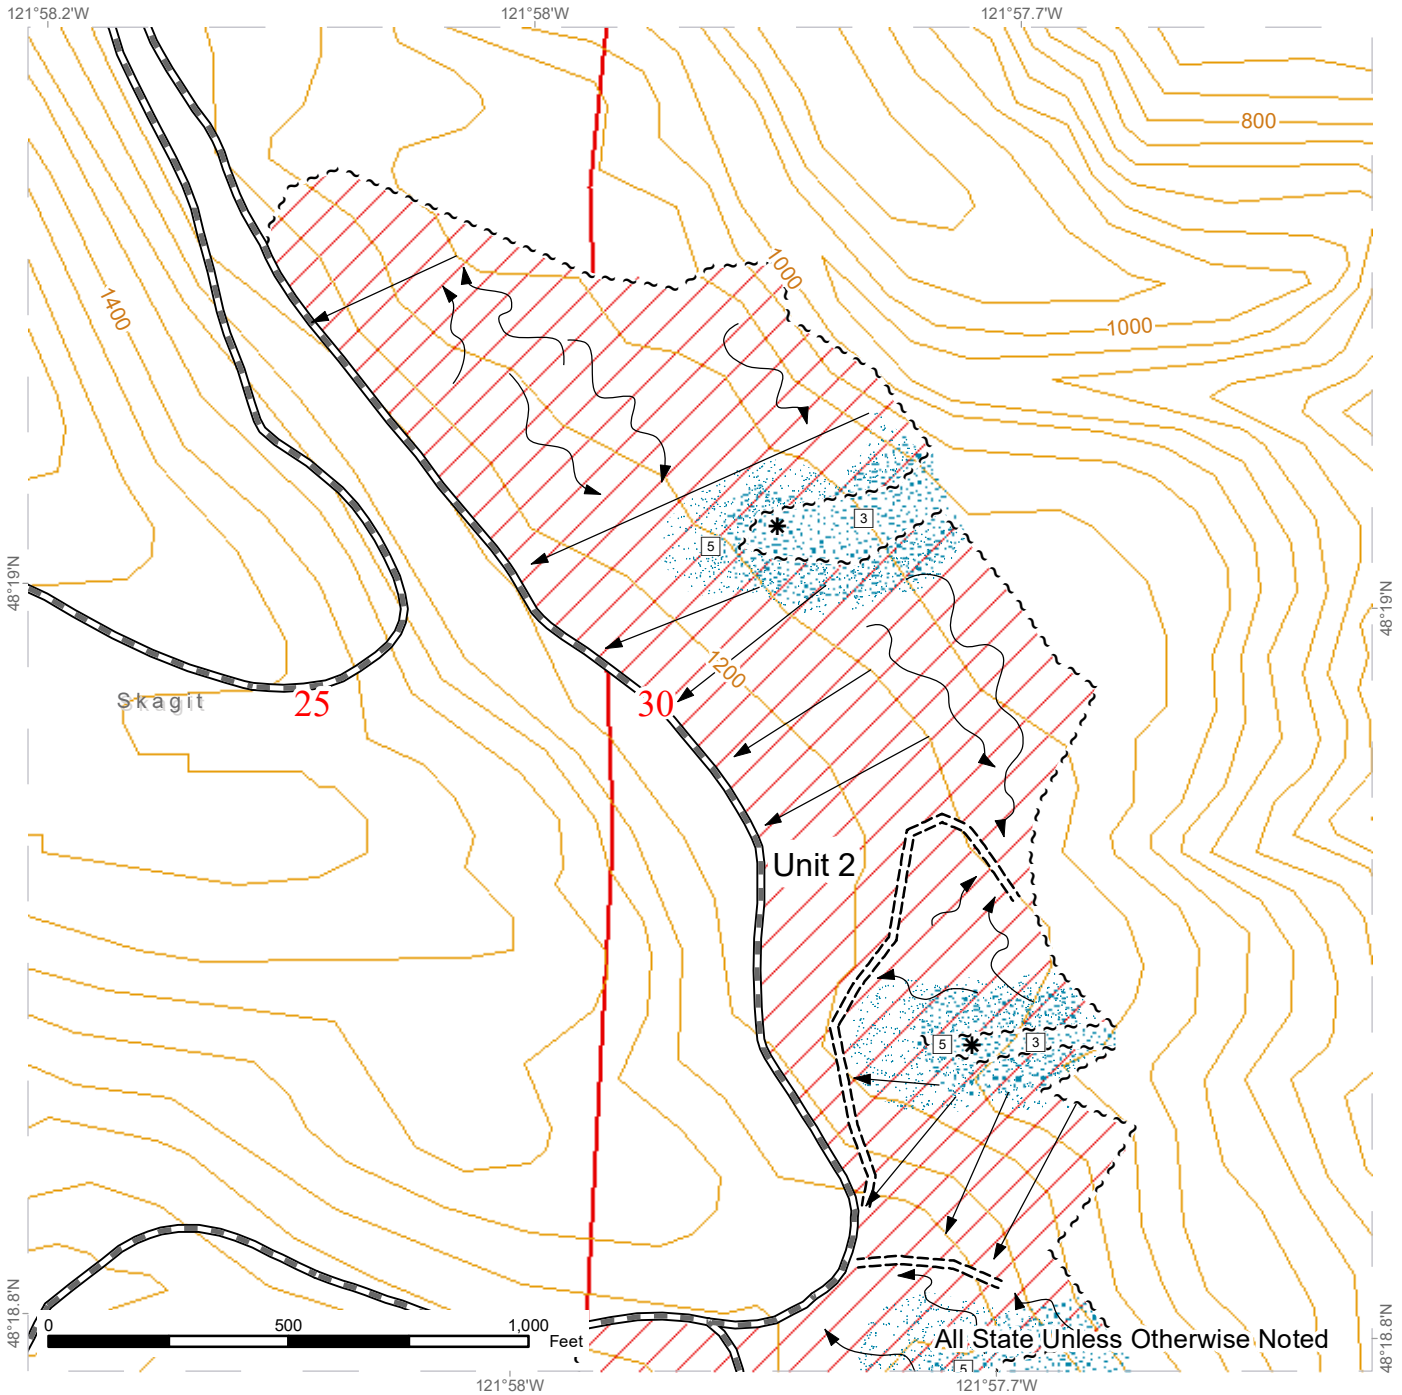 121°58.2'W
121°58'W
121°57.7'W
800
1000
1400
1000
3
5
48°19'N
48°19'N
1200
Skagit
25
30
Unit 2
5
3
48°18.8'N
48°18.8'N
0
500
1,000
Feet
All State Unless Otherwise Noted
5
121°58'W
121°57.7'W